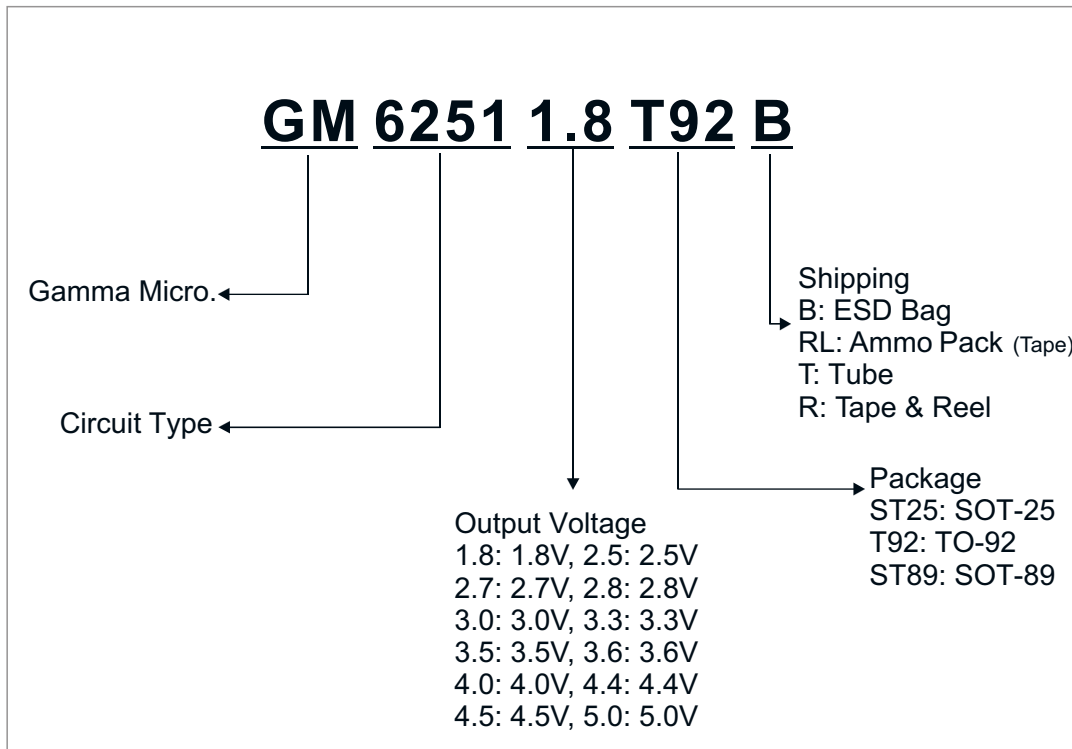 GM 6251 1.8 T92 B
Gamma Micro.
Circuit Type
Shipping
B: ESD Bag
RL: Ammo Pack (Tape)
T: Tube
R: Tape & Reel
Package
ST25: SOT-25
T92: TO-92
ST89: SOT-89
Output Voltage
1.8: 1.8V, 2.5: 2.5V
2.7: 2.7V, 2.8: 2.8V
3.0: 3.0V, 3.3: 3.3V
3.5: 3.5V, 3.6: 3.6V
4.0: 4.0V, 4.4: 4.4V
4.5: 4.5V, 5.0: 5.0V